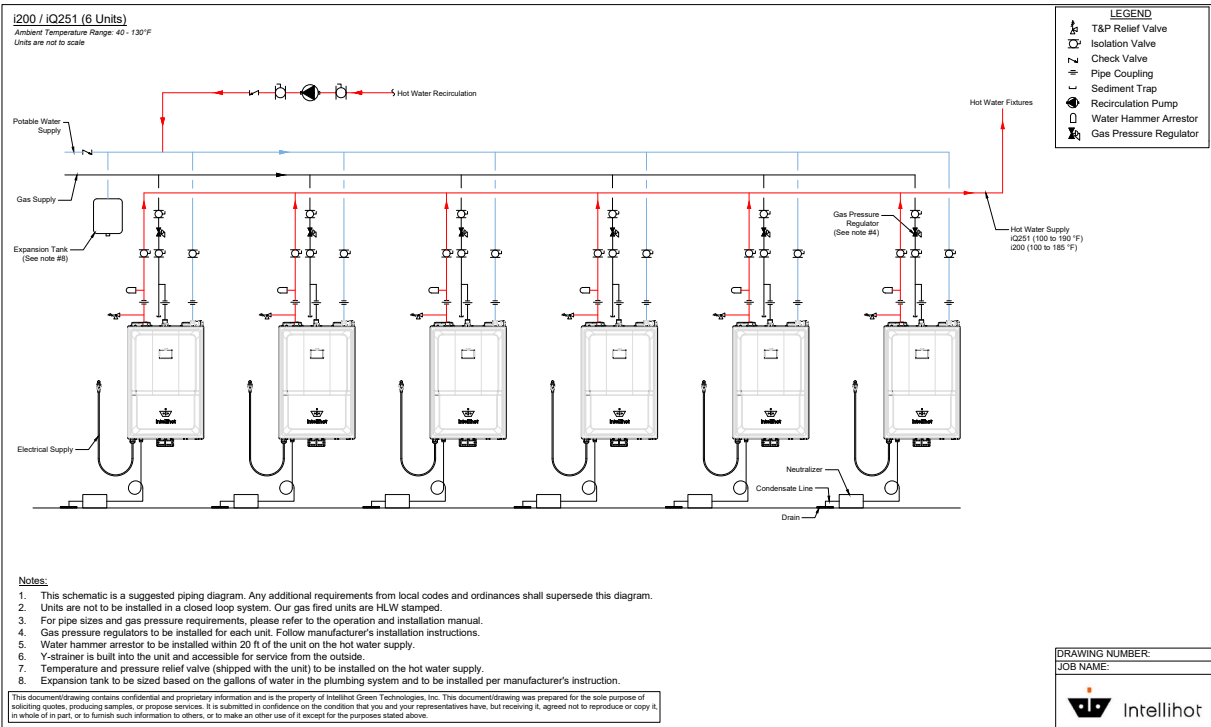 i200 / iQ251 (6 Units)
Ambient Temperature Range: 40 - 130°F
Units are not to scale
LEGEND
T&P Relief Valve
Isolation Valve
Check Valve
Pipe Coupling
Sediment Trap
Recirculation Pump
Water Hammer Arrestor
Gas Pressure Regulator
Hot Water Recirculation
Hot Water Fixtures
Potable Water
Supply
Gas Supply
Expansion Tank
(See note #8)
Gas Pressure
Regulator
(See note #4)
Hot Water Supply
iQ251 (100 to 190 °F)
i200 (100 to 185 °F)
Intellihot
Intellihot
Intellihot
Intellihot
Intellihot
Intellihot
Electrical Supply
Neutralizer
Condensate Line
Drain
Notes:
1. This schematic is a suggested piping diagram. Any additional requirements from local codes and ordinances shall supersede this diagram.
2. Units are not to be installed in a closed loop system. Our gas fired units are HLW stamped.
3. For pipe sizes and gas pressure requirements, please refer to the operation and installation manual.
4. Gas pressure regulators to be installed for each unit. Follow manufacturer's installation instructions.
5. Water hammer arrestor to be installed within 20 ft of the unit on the hot water supply.
6. Y-strainer is built into the unit and accessible for service from the outside.
7. Temperature and pressure relief valve (shipped with the unit) to be installed on the hot water supply.
8. Expansion tank to be sized based on the gallons of water in the plumbing system and to be installed per manufacturer's instruction.
This document/drawing contains confidential and proprietary information and is the property of Intellihot Green Technologies, Inc. This document/drawing was prepared for the sole purpose of
soliciting quotes, producing samples, or propose services. It is submitted in confidence on the condition that you and your representatives have, but receiving it, agreed not to reproduce or copy it,
in whole of in part, or to furnish such information to others, or to make an other use of it except for the purposes stated above.
DRAWING NUMBER:
JOB NAME:
Intellihot